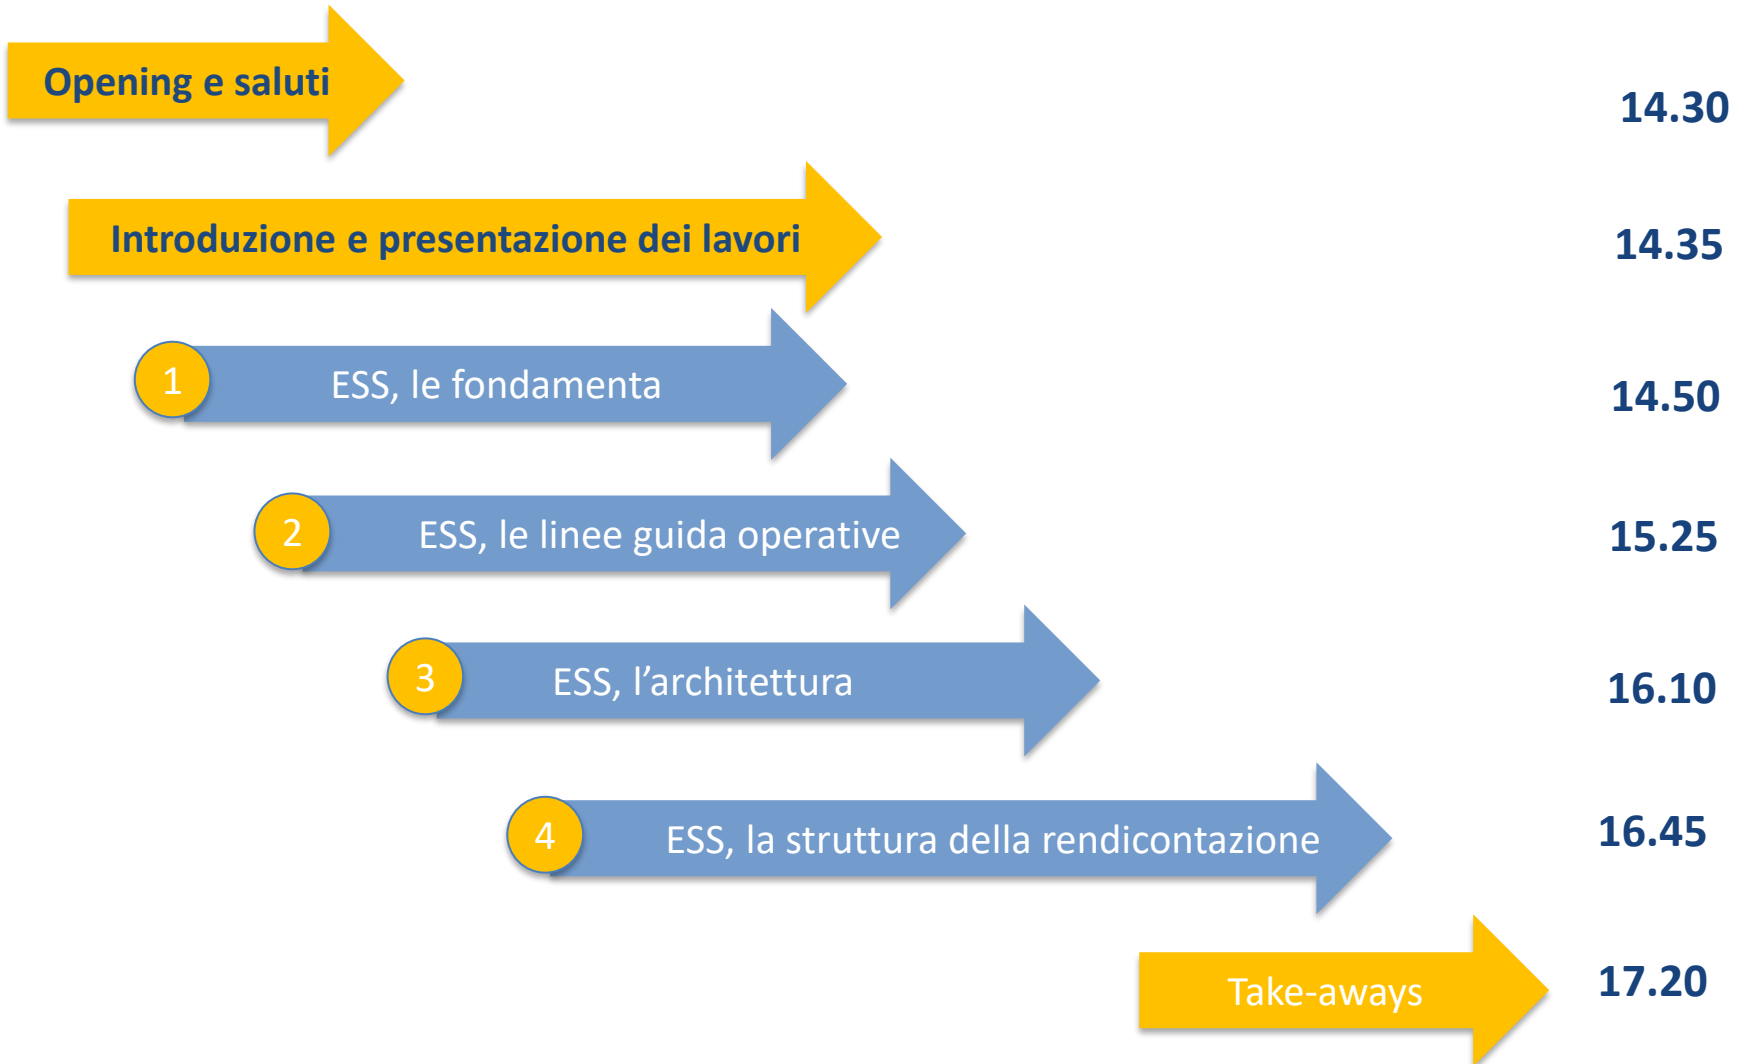 Opening e saluti
14.30
Introduzione e presentazione dei lavori
14.35
1
ESS, le fondamenta
14.50
2
ESS, le linee guida operative
15.25
3
ESS, l’architettura
16.10
4
ESS, la struttura della rendicontazione
16.45
Take-aways
17.20